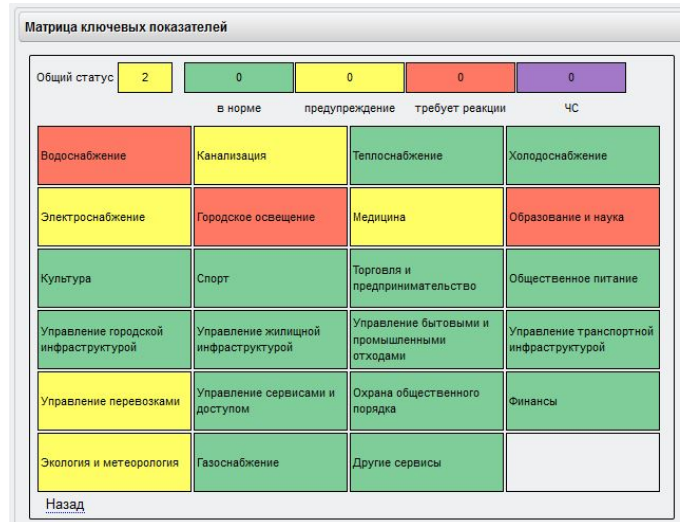 Матрица ключевых показателей
Общий статус 2 0 0 0 0
в норме предупреждение требует реакции ЧС
Водоснабжение
Канализация
Теплоснабжение
Холодоснабжение
Электроснабжение
Городское освещение
Медицина
Образование и наука
Культура
Спорт
Торговля и
предпринимательство
Общественное питание
Управление городской
инфраструктурой
Управление жилищной
инфраструктурой
Управление бытовыми и
промышленными
отходами
Управление транспортной
инфраструктурой
Управление перевозками
Управление сервисами и
доступом
Охрана общественного
порядка
Финансы
Экология и метеорология
Газоснабжение
Другие сервисы
Назад